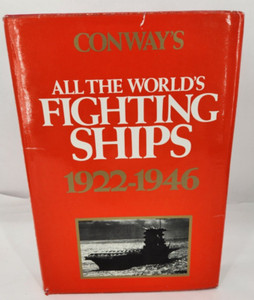 CONWAY'S
ALL THE WORLD'S
FIGHTING
SHIPS
1922-1946